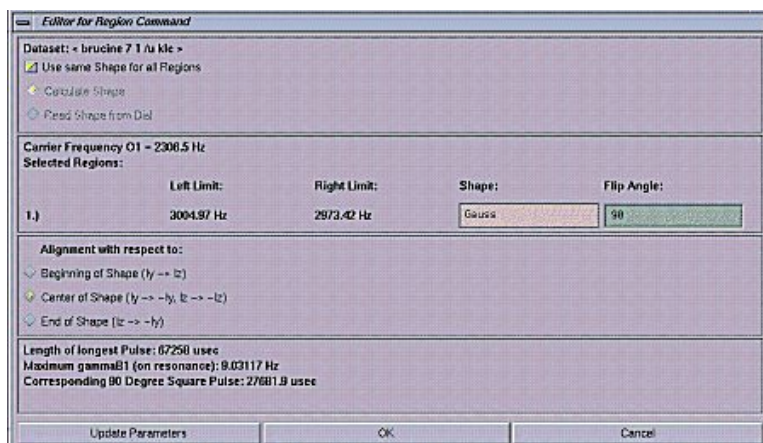 Editor for Region Command
Dataset: < brucine 7 1 /u kle >
Use same Shape for all Regions
Calculate Shape
Read Shape from Disl
Carrier Frequency O1 = 2308.5 Hz
Selected Regions:
Left Limit: Right Limit: Shape: Flip Angle:
1.) 3004.97 Hz 2973.42 Hz Gauss 90
Alignment with respect to:
Beginning of Shape (Iy -> Iz)
Center of Shape (Iy -> -Iy, Iz -> -Iz)
End of Shape (Iz -> -Iy)
Length of longest Pulse: 67258 usec
Maximum gammaB1 (on resonance): 9.03117 Hz
Corresponding 90 Degree Square Pulse: 27681.9 usec
Update Parameters OK Cancel